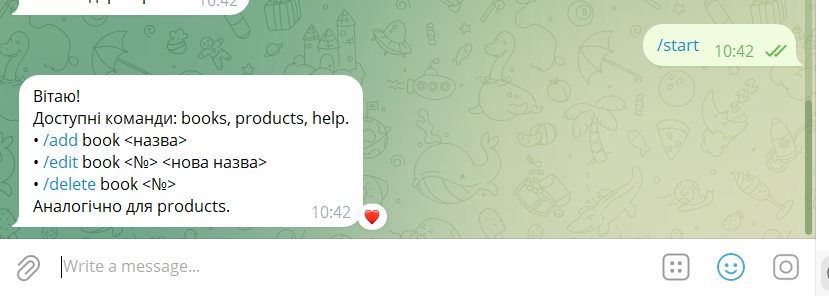 10:42
/start 10:42
Вітаю!
Доступні команди: books, products, help.
• /add book <назва>
• /edit book <№> <нова назва>
• /delete book <№>
Аналогічно для products.
10:42
Write a message...